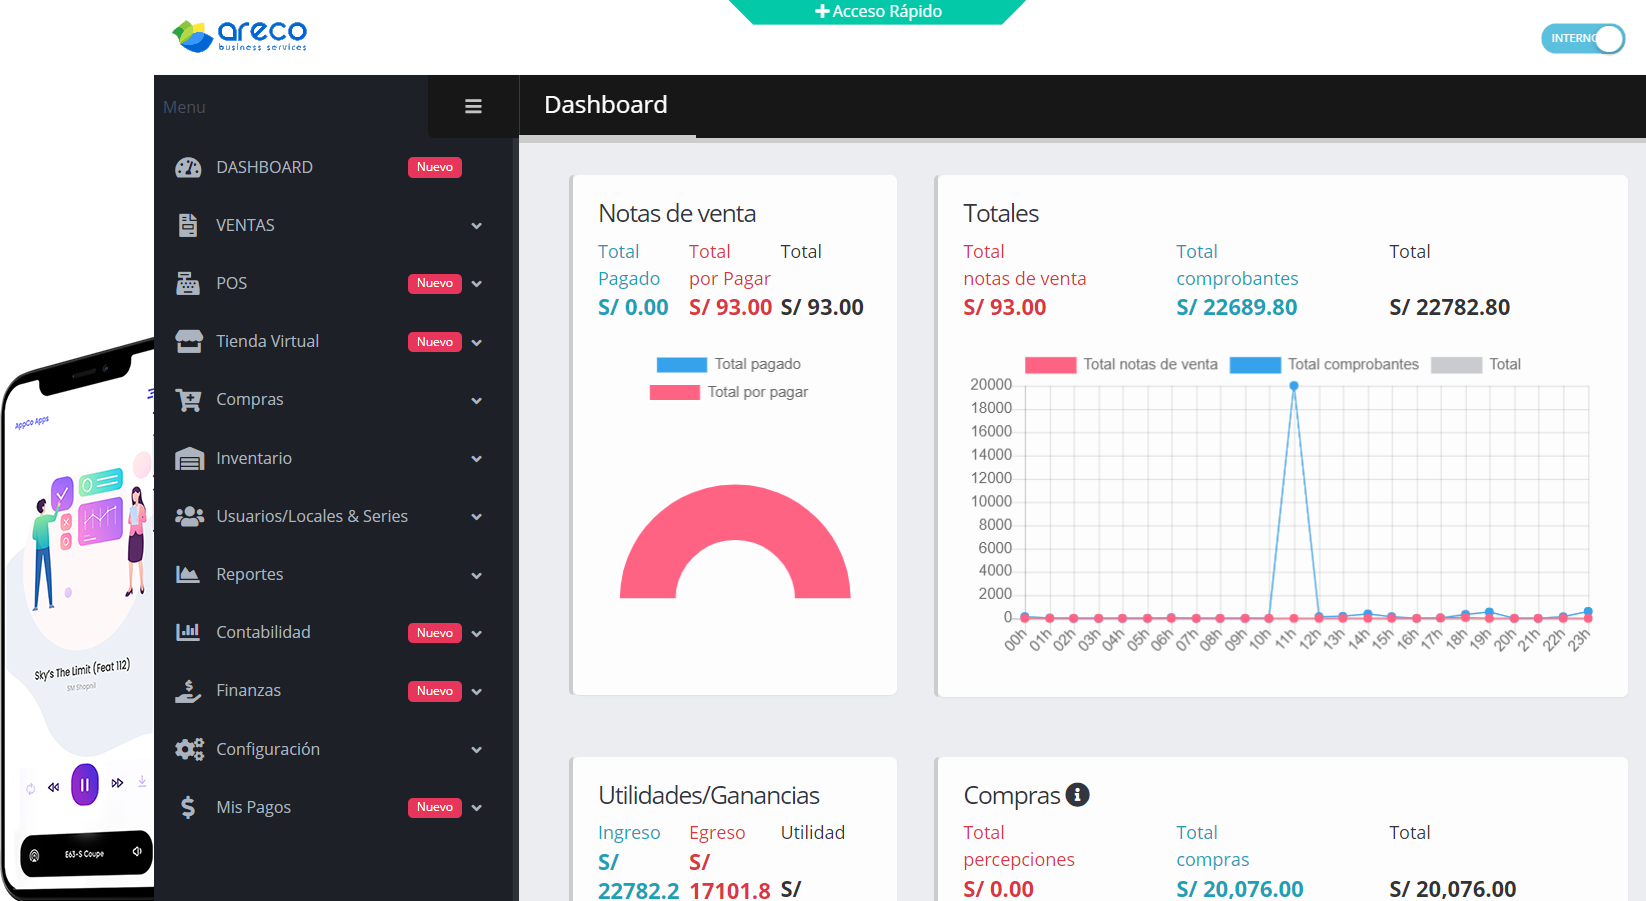 Acceso Rápido
areco
business services
INTERNO
Menu
Dashboard
DASHBOARD Nuevo
VENTAS
POS Nuevo
Tienda Virtual Nuevo
Compras
Inventario
Usuarios/Locales & Series
Reportes
Contabilidad Nuevo
Finanzas Nuevo
Configuración
Mis Pagos Nuevo
AppCo Apps
Sky's The Limit (Feat 112)
SM Shopnil
E63-S Coupe
Notas de venta
Total Total Total
Pagado por Pagar
S/ 0.00 S/ 93.00 S/ 93.00
Total pagado
Total por pagar
Totales
Total Total Total
notas de venta comprobantes
S/ 93.00 S/ 22689.80 S/ 22782.80
Total notas de venta Total comprobantes Total
20000
18000
16000
14000
12000
10000
8000
6000
4000
2000
0
00h 01h 02h 03h 04h 05h 06h 07h 08h 09h 10h 11h 12h 13h 14h 15h 16h 17h 18h 19h 20h 21h 22h 23h
Utilidades/Ganancias
Ingreso Egreso Utilidad
S/ S/
22782.2 17101.8 S/
Compras
Total Total Total
percepciones compras
S/ 0.00 S/ 20,076.00 S/ 20,076.00